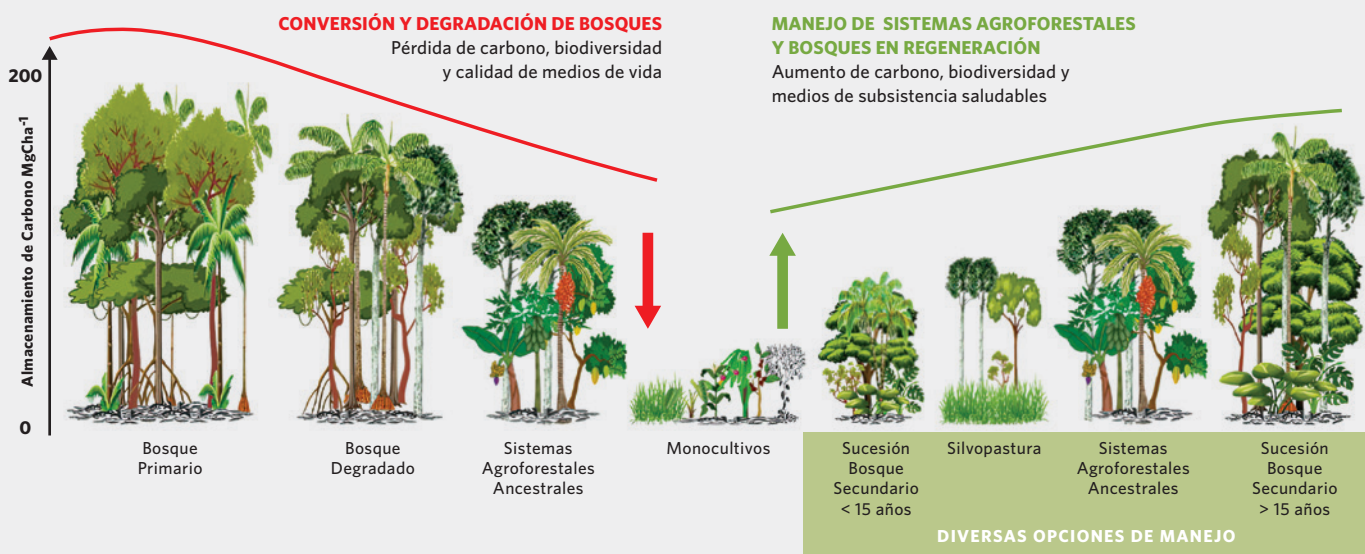 CONVERSIÓN Y DEGRADACIÓN DE BOSQUES
Pérdida de carbono, biodiversidad
y calidad de medios de vida
MANEJO DE SISTEMAS AGROFORESTALES
Y BOSQUES EN REGENERACIÓN
Aumento de carbono, biodiversidad y
medios de subsistencia saludables
200
Almacenamiento de Carbono MgCha⁻¹
0
Bosque
Primario
Bosque
Degradado
Sistemas
Agroforestales
Ancestrales
Monocultivos
Sucesión
Bosque
Secundario
< 15 años
Silvopastura
Sistemas
Agroforestales
Ancestrales
Sucesión
Bosque
Secundario
> 15 años
DIVERSAS OPCIONES DE MANEJO